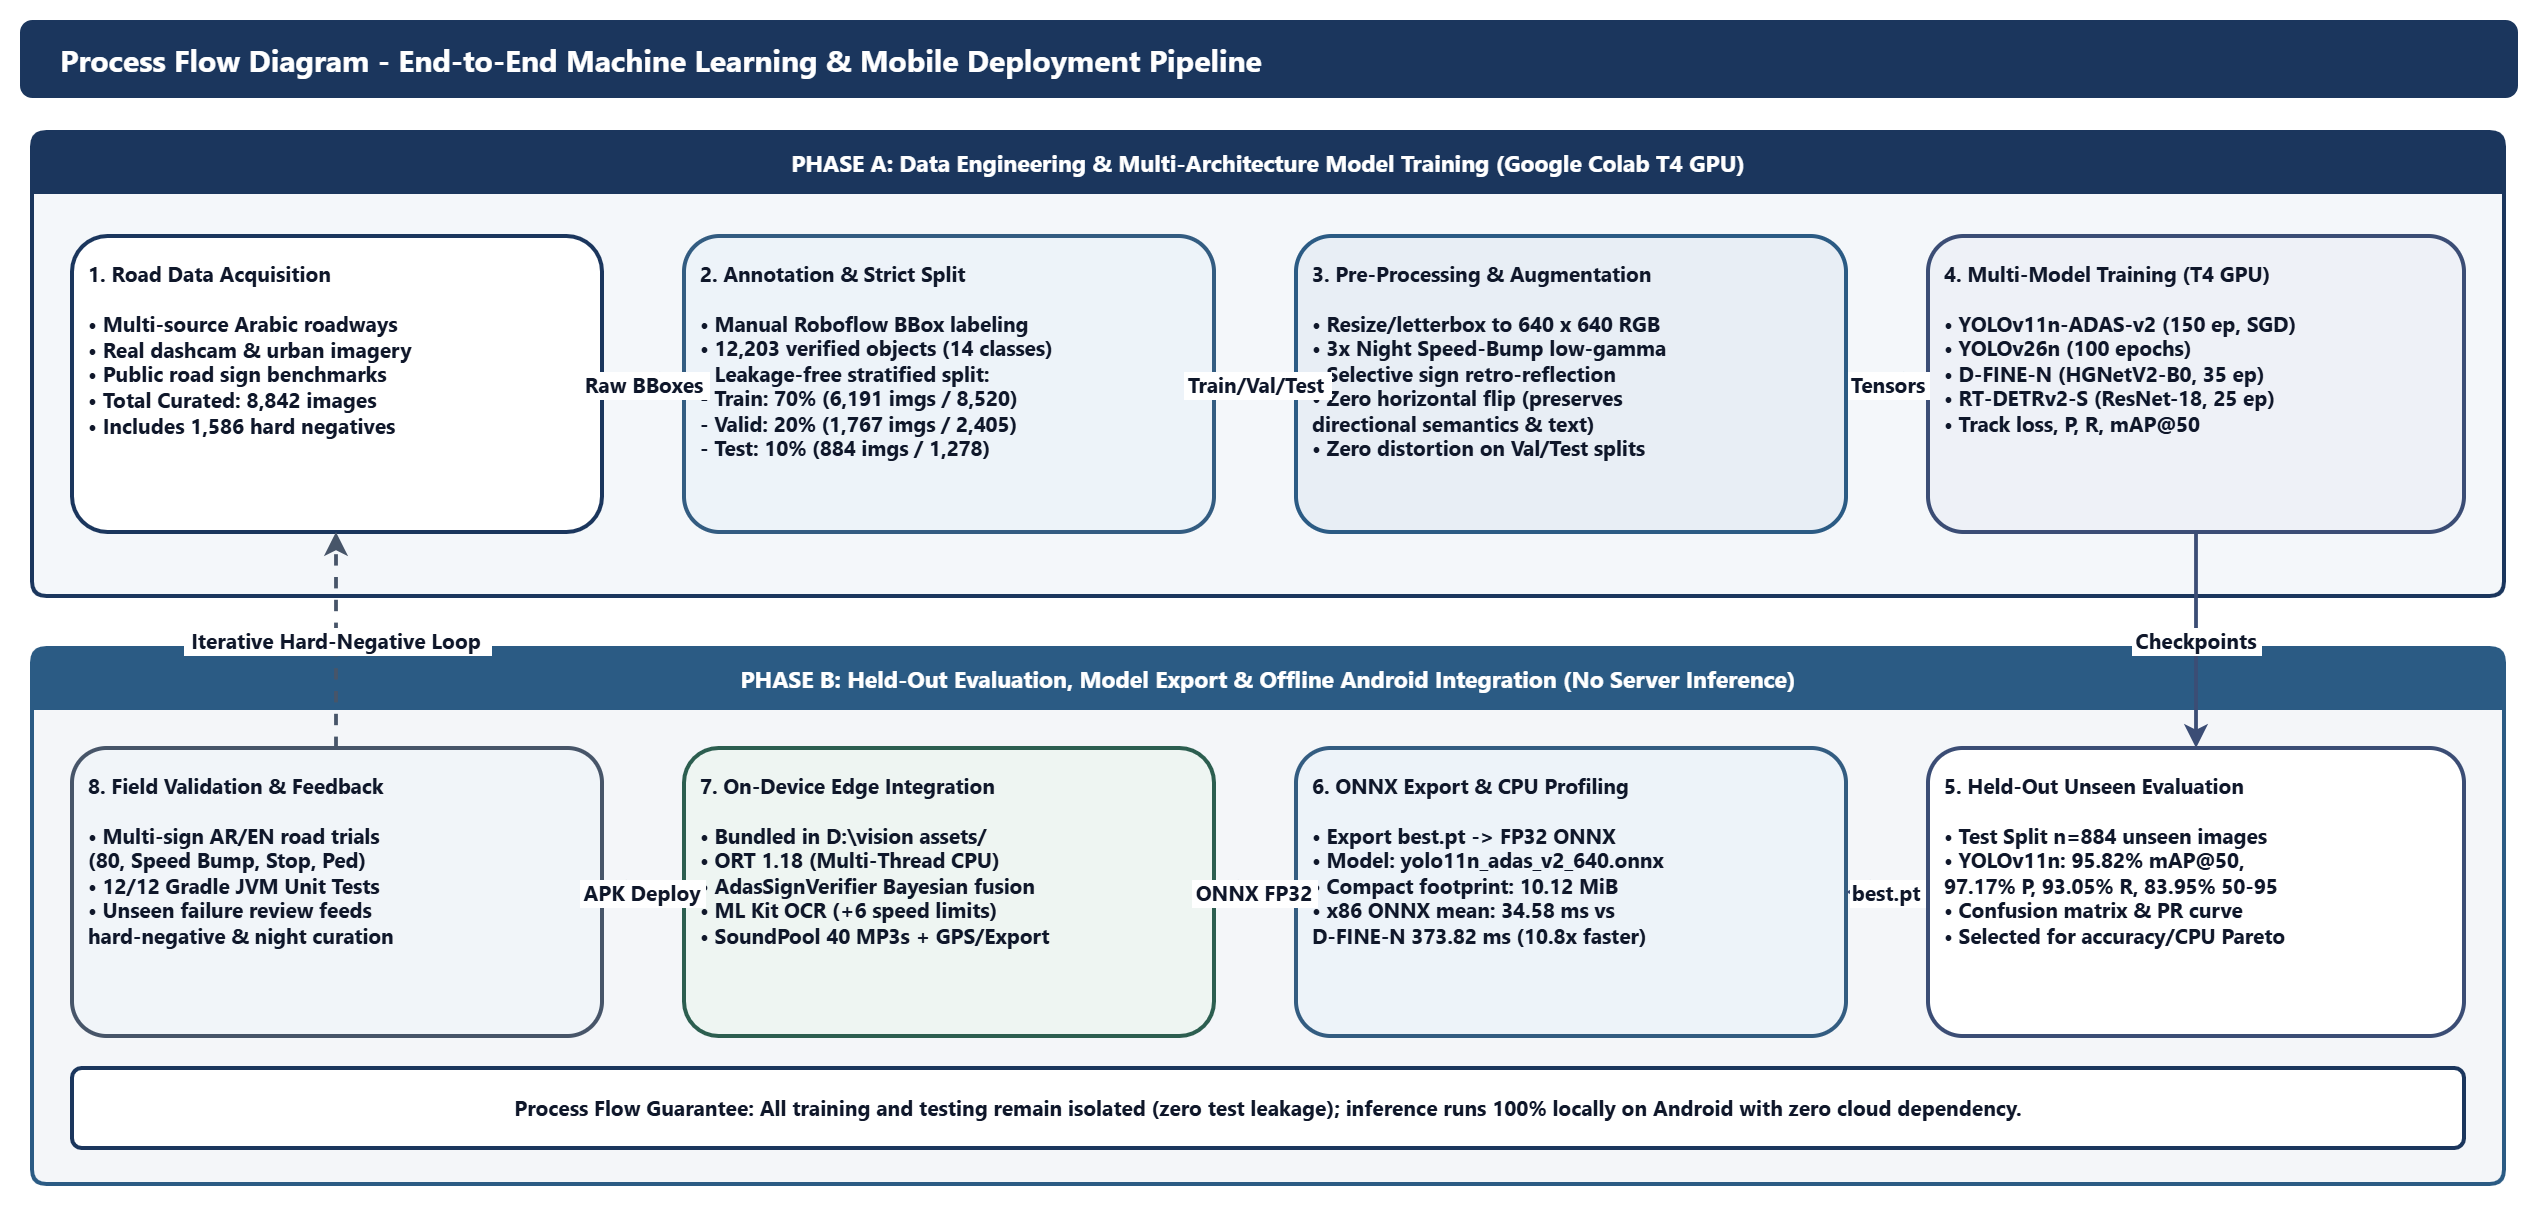 Process Flow Diagram - End-to-End Machine Learning & Mobile Deployment Pipeline
PHASE A: Data Engineering & Multi-Architecture Model Training (Google Colab T4 GPU)
1. Road Data Acquisition
• Multi-source Arabic roadways
• Real dashcam & urban imagery
• Public road sign benchmarks
• Total Curated: 8,842 images
• Includes 1,586 hard negatives
Raw BBoxes
2. Annotation & Strict Split
• Manual Roboflow BBox labeling
• 12,203 verified objects (14 classes)
Leakage-free stratified split:
- Train: 70% (6,191 imgs / 8,520)
- Valid: 20% (1,767 imgs / 2,405)
- Test: 10% (884 imgs / 1,278)
Train/Val/Test
3. Pre-Processing & Augmentation
• Resize/letterbox to 640 x 640 RGB
• 3x Night Speed-Bump low-gamma
Selective sign retro-reflection
• Zero horizontal flip (preserves
directional semantics & text)
• Zero distortion on Val/Test splits
Tensors
4. Multi-Model Training (T4 GPU)
• YOLOv11n-ADAS-v2 (150 ep, SGD)
• YOLOv26n (100 epochs)
• D-FINE-N (HGNetV2-B0, 35 ep)
• RT-DETRv2-S (ResNet-18, 25 ep)
• Track loss, P, R, mAP@50
Iterative Hard-Negative Loop
Checkpoints
PHASE B: Held-Out Evaluation, Model Export & Offline Android Integration (No Server Inference)
8. Field Validation & Feedback
• Multi-sign AR/EN road trials
(80, Speed Bump, Stop, Ped)
• 12/12 Gradle JVM Unit Tests
• Unseen failure review feeds
hard-negative & night curation
APK Deploy
7. On-Device Edge Integration
• Bundled in D:\vision assets/
• ORT 1.18 (Multi-Thread CPU)
• AdasSignVerifier Bayesian fusion
• ML Kit OCR (+6 speed limits)
• SoundPool 40 MP3s + GPS/Export
ONNX FP32
6. ONNX Export & CPU Profiling
• Export best.pt -> FP32 ONNX
• Model: yolo11n_adas_v2_640.onnx
• Compact footprint: 10.12 MiB
• x86 ONNX mean: 34.58 ms vs
D-FINE-N 373.82 ms (10.8x faster)
best.pt
5. Held-Out Unseen Evaluation
• Test Split n=884 unseen images
• YOLOv11n: 95.82% mAP@50,
97.17% P, 93.05% R, 83.95% 50-95
• Confusion matrix & PR curve
• Selected for accuracy/CPU Pareto
Process Flow Guarantee: All training and testing remain isolated (zero test leakage); inference runs 100% locally on Android with zero cloud dependency.